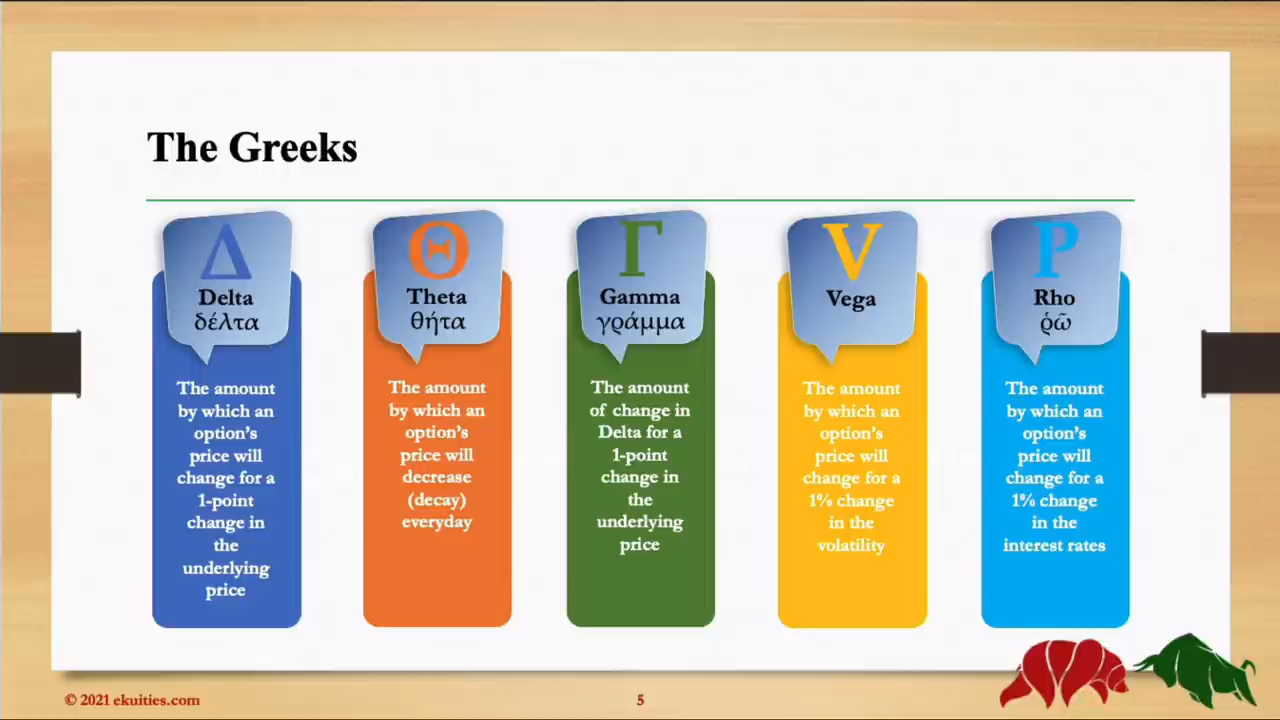 The Greeks
Δ
Delta
δέλτα
The amount
by which an
option's
price will
change for a
1-point
change in
the
underlying
price
Θ
Theta
θήτα
The amount
by which an
option's
price will
decrease
(decay)
everyday
Γ
Gamma
γράμμα
The amount
of change in
Delta for a
1-point
change in
the
underlying
price
V
Vega
The amount
by which an
option's
price will
change for a
1% change
in the
volatility
Ρ
Rho
ῥῶ
The amount
by which an
option's
price will
change for a
1% change
in the
interest rates
© 2021 ekuities.com
5